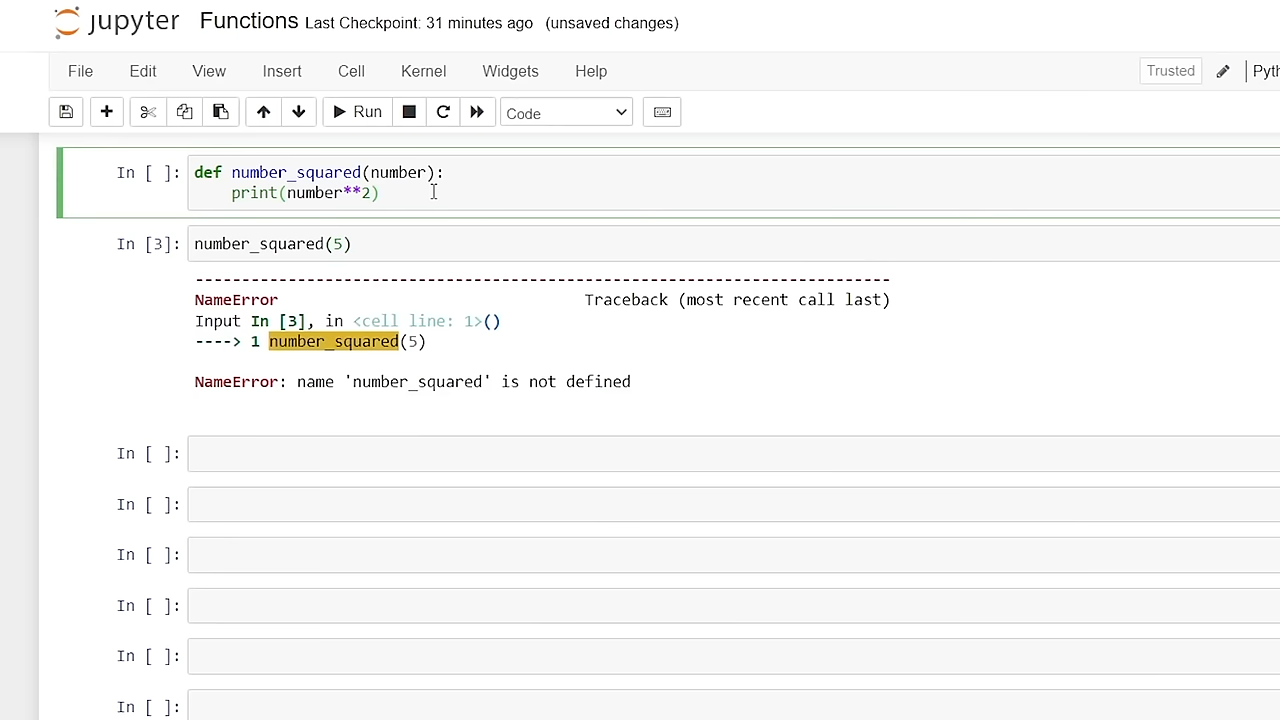 jupyter Functions Last Checkpoint: 31 minutes ago (unsaved changes)
File Edit View Insert Cell Kernel Widgets Help Trusted Pyth
Run Code
In [ ]: def number_squared(number):
print(number**2)
In [3]: number_squared(5)
---------------------------------------------------------------------------
NameError Traceback (most recent call last)
Input In [3], in <cell line: 1>()
----> 1 number_squared(5)
NameError: name 'number_squared' is not defined
In [ ]:
In [ ]:
In [ ]:
In [ ]:
In [ ]:
In [ ]: